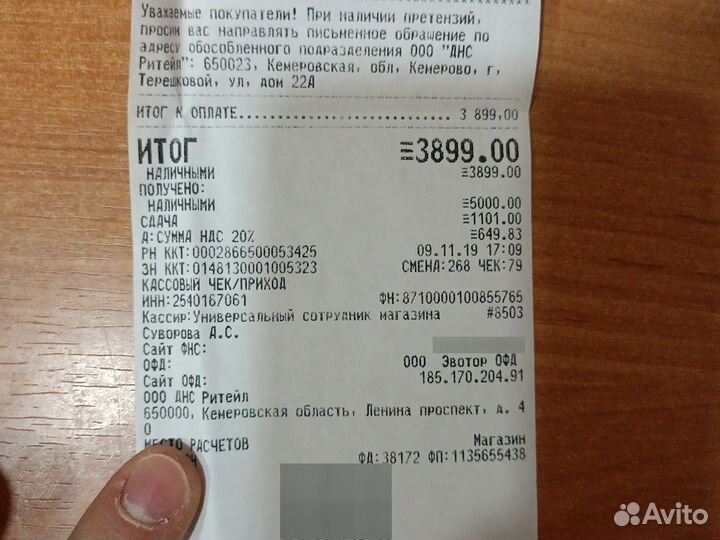 Уважаемые покупатели! При наличии претензий,
просим вас направлять письменное обращение по
адресу обособленного подразделения ООО "ДНС
Ритейл": 650023, Кемеровская, обл, Кемерово, г,
Терешковой, ул, дом 22А
ИТОГ К ОПЛАТЕ............................ 3 899,00
ИТОГ ≡3899.00
НАЛИЧНЫМИ ≡3899.00
ПОЛУЧЕНО:
НАЛИЧНЫМИ ≡5000.00
СДАЧА ≡1101.00
Д:СУММА НДС 20% ≡649.83
РН ККТ:0002866500053425 09.11.19 17:09
ЗН ККТ:0148130001005323 СМЕНА:268 ЧЕК:79
КАССОВЫЙ ЧЕК/ПРИХОД
ИНН:2540167061 ФН:8710000100855765
Кассир:Универсальный сотрудник магазина #8503
Суворова А.С.
Сайт ФНС:
ОФД: ООО Эвотор ОФД
Сайт ОФД: 185.170.204.91
ООО ДНС Ритейл
650000, Кемеровская область, Ленина проспект, д. 4
0
МЕСТО РАСЧЕТОВ Магазин
ФД:38172 ФП:1135655438
Avito